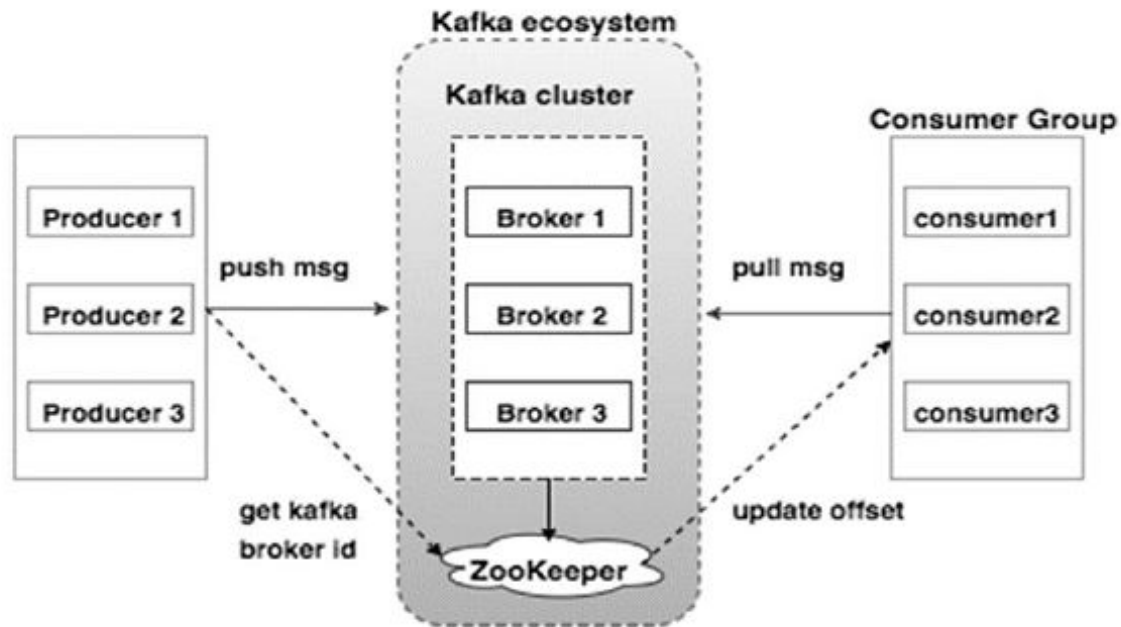 Kafka ecosystem
Kafka cluster
Consumer Group
Producer 1
Broker 1
consumer1
push msg
pull msg
Producer 2
Broker 2
consumer2
Producer 3
Broker 3
consumer3
get kafka
broker id
update offset
ZooKeeper